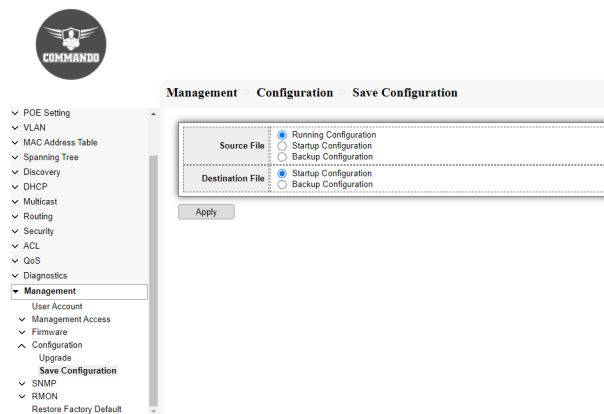 COMMANDO
Management » Configuration » Save Configuration
POE Setting
VLAN
MAC Address Table
Spanning Tree
Discovery
DHCP
Multicast
Routing
Security
ACL
QoS
Diagnostics
Management
User Account
Management Access
Firmware
Configuration
Upgrade
Save Configuration
SNMP
RMON
Restore Factory Default
Source File
Running Configuration
Startup Configuration
Backup Configuration
Destination File
Startup Configuration
Backup Configuration
Apply